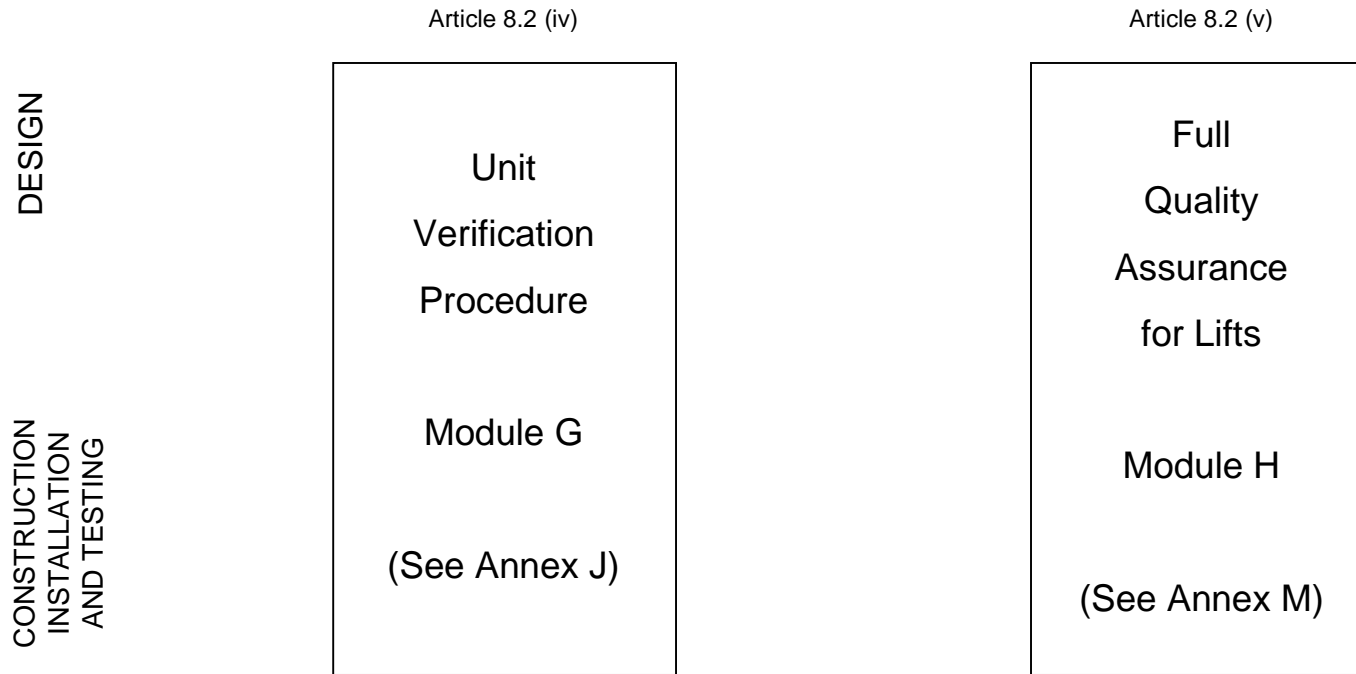 Article 8.2 (iv)
Article 8.2 (v)
DESIGN
Unit
Verification
Procedure
Module G
(See Annex J)
Full
Quality
Assurance
for Lifts
Module H
(See Annex M)
CONSTRUCTION
INSTALLATION
AND TESTING